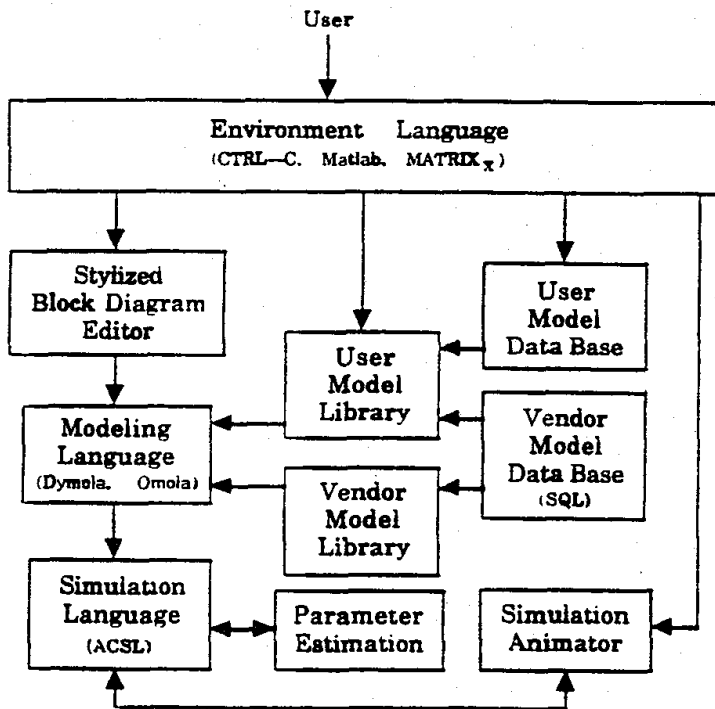 User
Environment Language
(CTRL—C. Matlab. MATRIXx)
Stylized
Block Diagram
Editor
User
Model
Data Base
User
Model
Library
Modeling
Language
(Dymola. Omola)
Vendor
Model
Data Base
(SQL)
Vendor
Model
Library
Simulation
Language
(ACSL)
Parameter
Estimation
Simulation
Animator